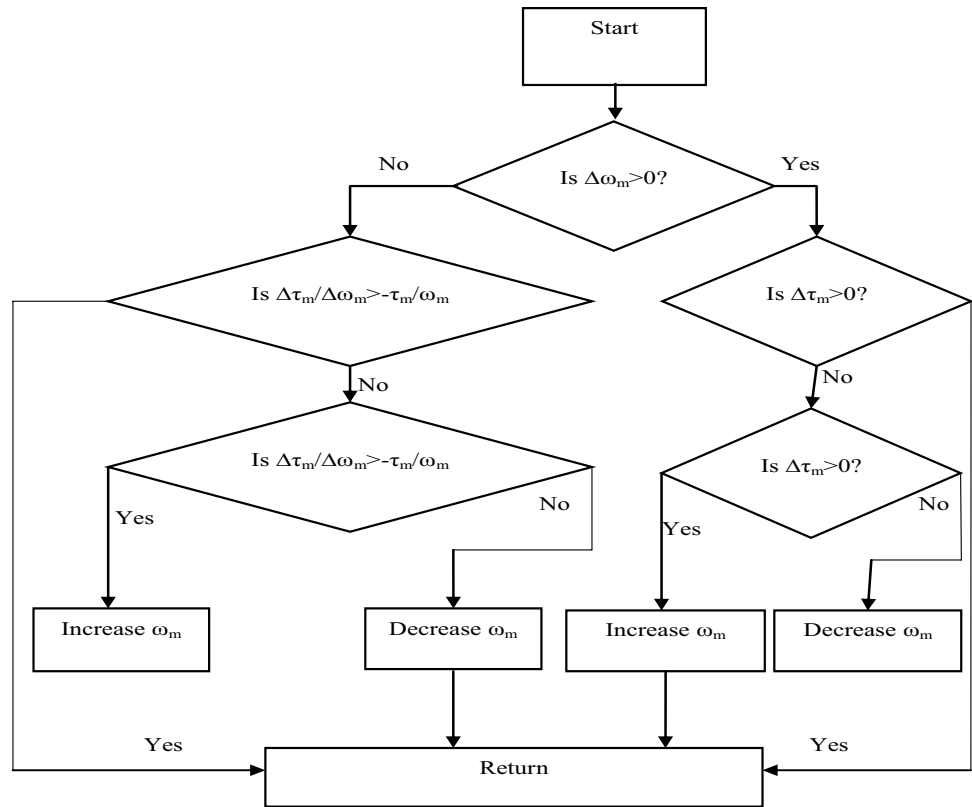 Start
No
Yes
Is Δωₘ>0?
Is Δτₘ/Δωₘ>-τₘ/ωₘ
Is Δτₘ>0?
No
No
Is Δτₘ/Δωₘ>-τₘ/ωₘ
Is Δτₘ>0?
Yes
No
Yes
No
Increase ωₘ
Decrease ωₘ
Increase ωₘ
Decrease ωₘ
Yes
Yes
Return